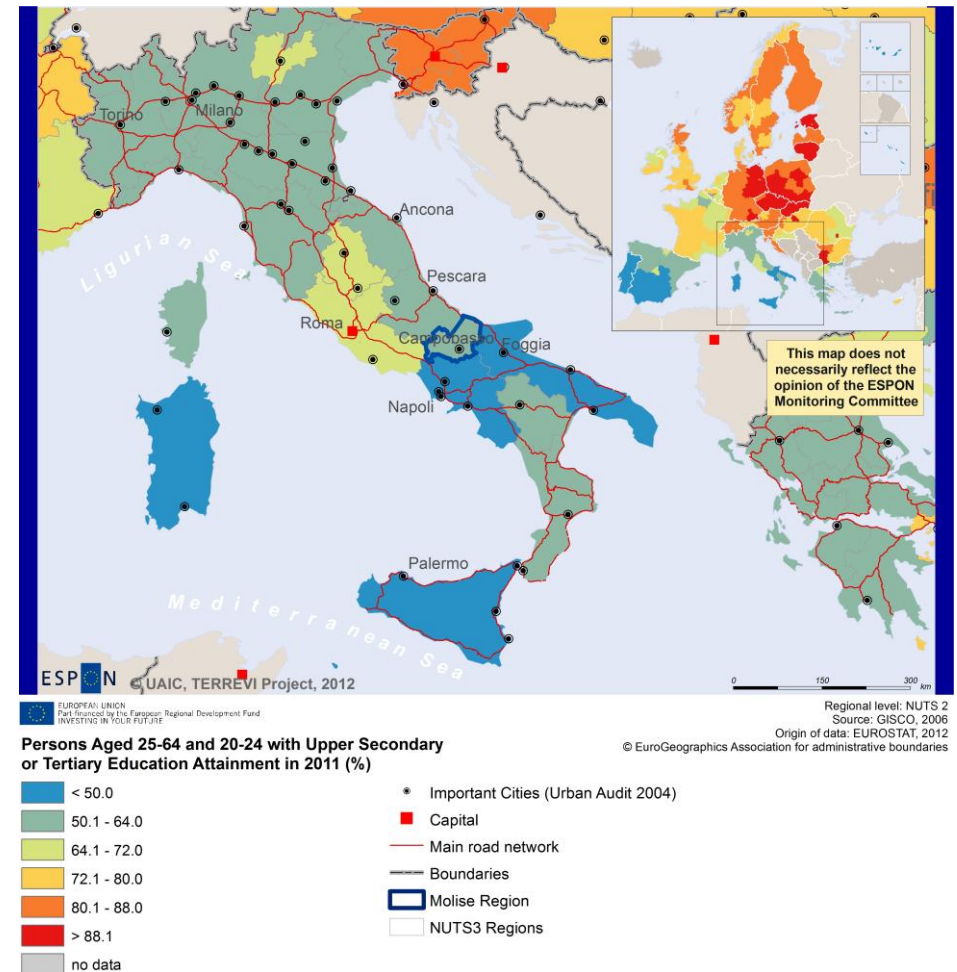 Torino
Milano
Ancona
Ligurian Sea
Pescara
Roma
Campobasso
Foggia
Napoli
This map does not
necessarily reflect the
opinion of the ESPON
Monitoring Committee
Palermo
Mediterranean Sea
ESPON
© UAIC, TERREVI Project, 2012
0 150 300 km
EUROPEAN UNION
Part-financed by the European Regional Development Fund
INVESTING IN YOUR FUTURE
Regional level: NUTS 2
Source: GISCO, 2006
Origin of data: EUROSTAT, 2012
© EuroGeographics Association for administrative boundaries
Persons Aged 25-64 and 20-24 with Upper Secondary
or Tertiary Education Attainment in 2011 (%)
< 50.0
50.1 - 64.0
64.1 - 72.0
72.1 - 80.0
80.1 - 88.0
> 88.1
no data
Important Cities (Urban Audit 2004)
Capital
Main road network
Boundaries
Molise Region
NUTS3 Regions